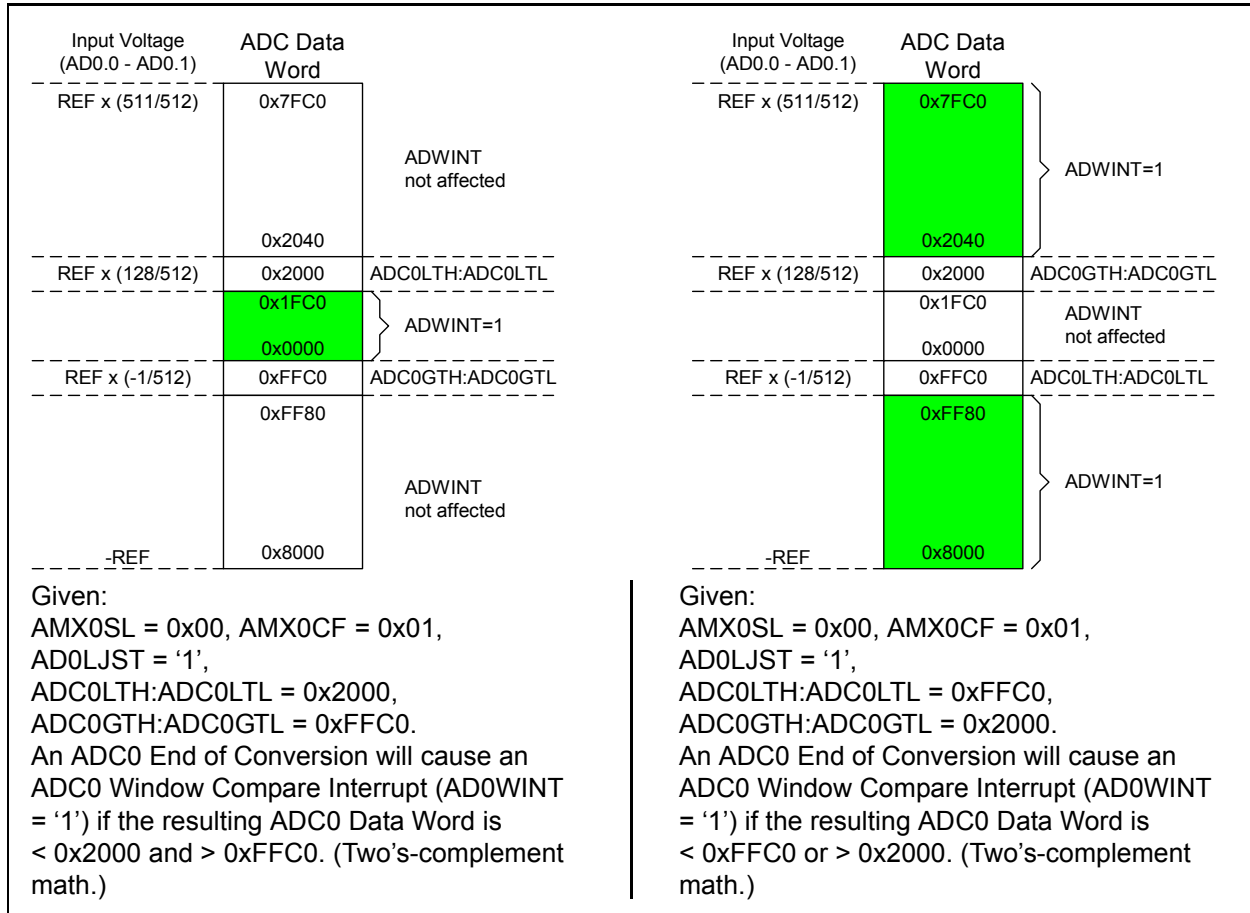 Input Voltage
(AD0.0 - AD0.1)
ADC Data
Word
REF x (511/512)
0x7FC0
ADWINT
not affected
0x2040
REF x (128/512)
0x2000
ADC0LTH:ADC0LTL
0x1FC0
ADWINT=1
0x0000
REF x (-1/512)
0xFFC0
ADC0GTH:ADC0GTL
0xFF80
ADWINT
not affected
-REF
0x8000
Given:
AMX0SL = 0x00, AMX0CF = 0x01,
AD0LJST = ‘1’,
ADC0LTH:ADC0LTL = 0x2000,
ADC0GTH:ADC0GTL = 0xFFC0.
An ADC0 End of Conversion will cause an
ADC0 Window Compare Interrupt (AD0WINT
= ‘1’) if the resulting ADC0 Data Word is
< 0x2000 and > 0xFFC0. (Two’s-complement
math.)
Input Voltage
(AD0.0 - AD0.1)
ADC Data
Word
REF x (511/512)
0x7FC0
ADWINT=1
0x2040
REF x (128/512)
0x2000
ADC0GTH:ADC0GTL
0x1FC0
ADWINT
not affected
0x0000
REF x (-1/512)
0xFFC0
ADC0LTH:ADC0LTL
0xFF80
ADWINT=1
-REF
0x8000
Given:
AMX0SL = 0x00, AMX0CF = 0x01,
AD0LJST = ‘1’,
ADC0LTH:ADC0LTL = 0xFFC0,
ADC0GTH:ADC0GTL = 0x2000.
An ADC0 End of Conversion will cause an
ADC0 Window Compare Interrupt (AD0WINT
= ‘1’) if the resulting ADC0 Data Word is
< 0xFFC0 or > 0x2000. (Two’s-complement
math.)